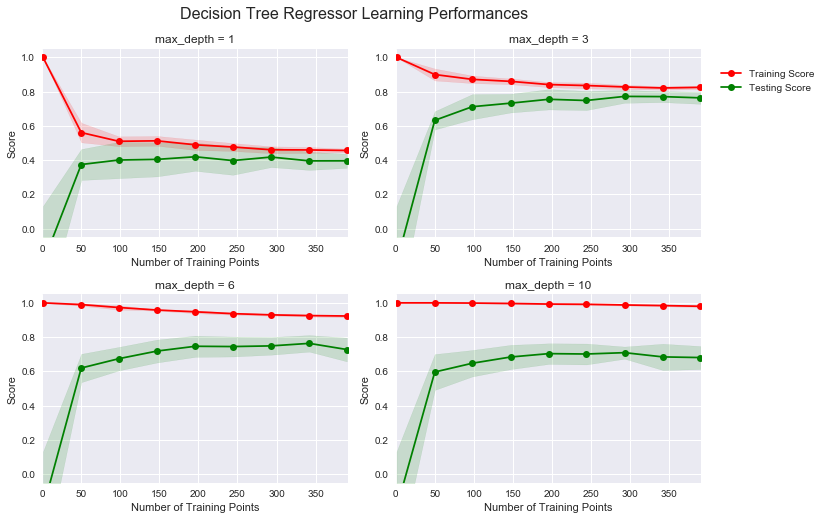 Decision Tree Regressor Learning Performances
max_depth = 1
1.0
0.8
0.6
0.4
0.2
0.0
Score
0 50 100 150 200 250 300 350
Number of Training Points
max_depth = 3
1.0
0.8
0.6
0.4
0.2
0.0
Score
0 50 100 150 200 250 300 350
Number of Training Points
Training Score
Testing Score
max_depth = 6
1.0
0.8
0.6
0.4
0.2
0.0
Score
0 50 100 150 200 250 300 350
Number of Training Points
max_depth = 10
1.0
0.8
0.6
0.4
0.2
0.0
Score
0 50 100 150 200 250 300 350
Number of Training Points